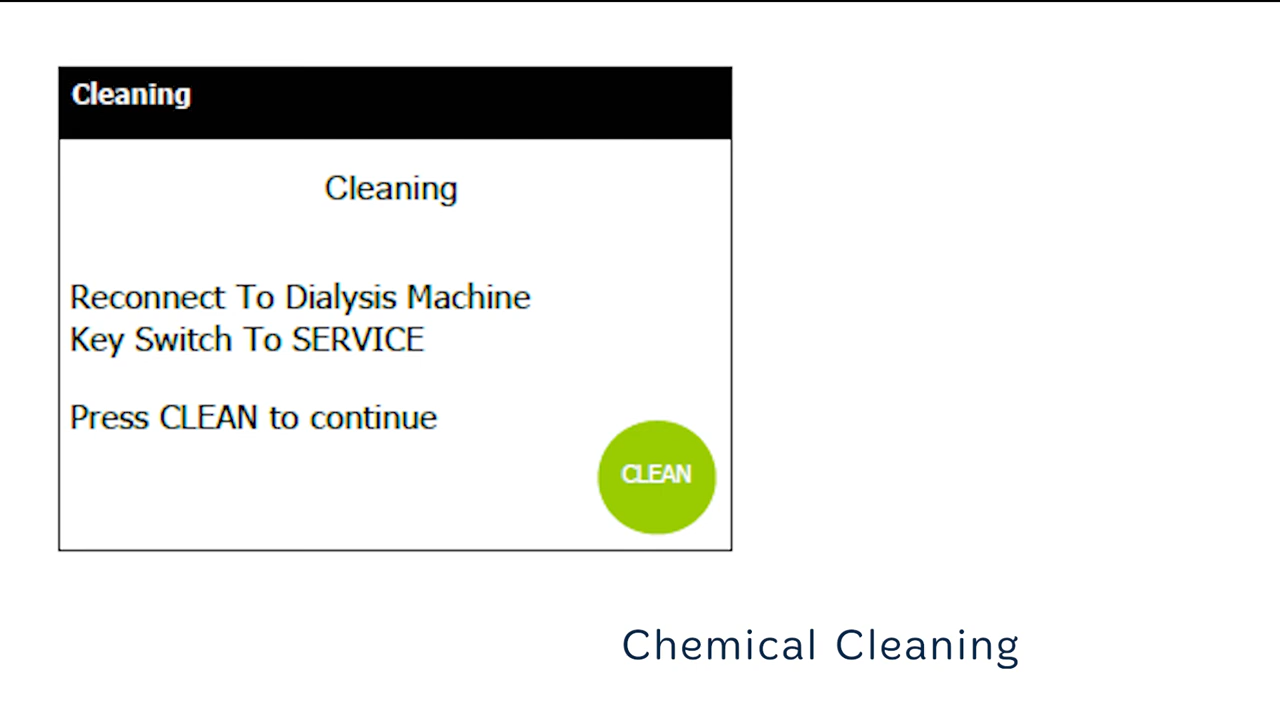 Cleaning
Cleaning
Reconnect To Dialysis Machine
Key Switch To SERVICE
Press CLEAN to continue
CLEAN
Chemical Cleaning